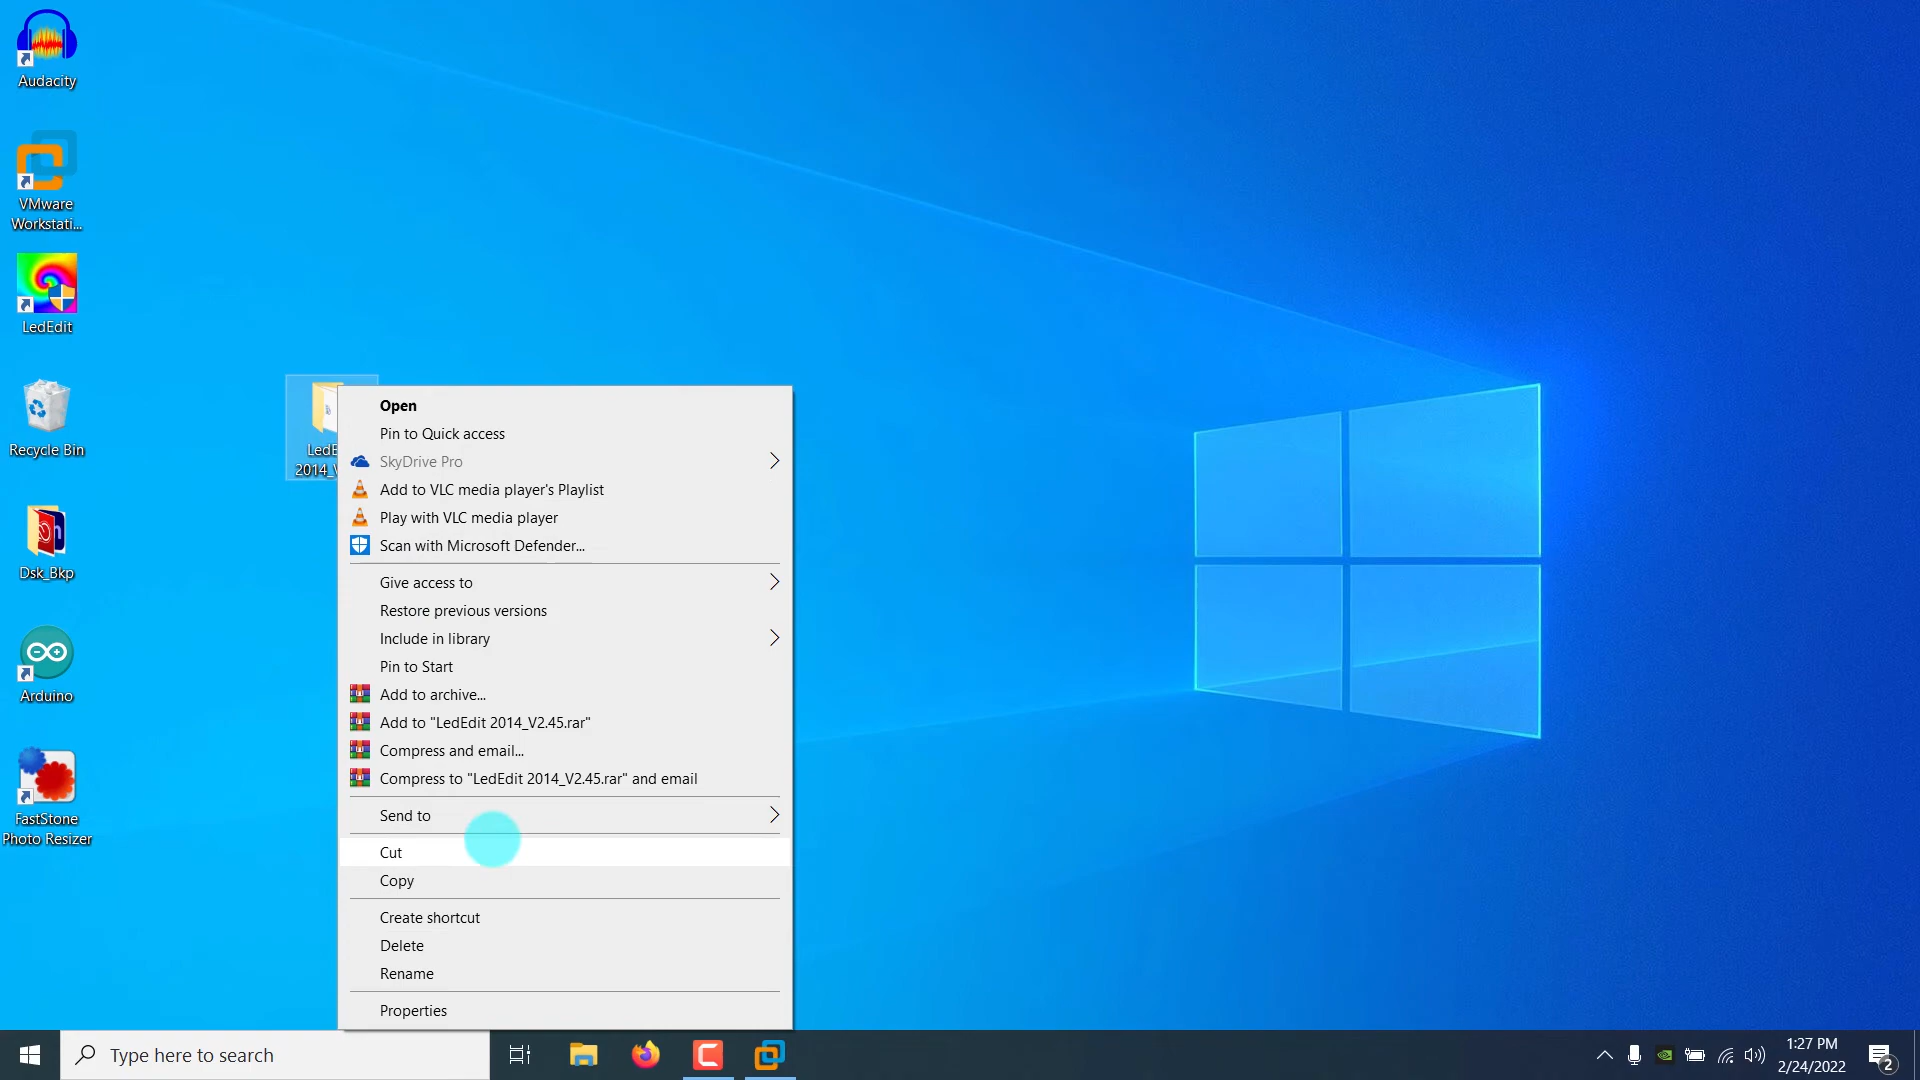 Audacity
VMware
Workstati...
LedEdit
Recycle Bin
Dsk_Bkp
Arduino
FastStone
Photo Resizer
LedE
2014_V
Open
Pin to Quick access
SkyDrive Pro
Add to VLC media player's Playlist
Play with VLC media player
Scan with Microsoft Defender...
Give access to
Restore previous versions
Include in library
Pin to Start
Add to archive...
Add to "LedEdit 2014_V2.45.rar"
Compress and email...
Compress to "LedEdit 2014_V2.45.rar" and email
Send to
Cut
Copy
Create shortcut
Delete
Rename
Properties
Type here to search
1:27 PM
2/24/2022
2